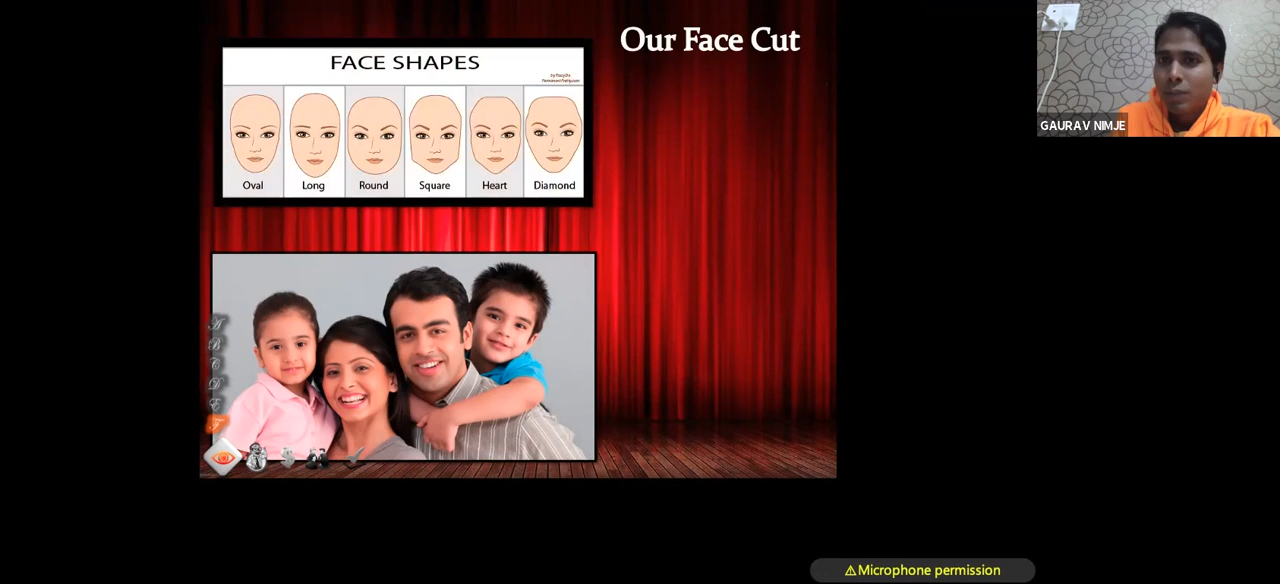 Our Face Cut
FACE SHAPES
Oval
Long
Round
Square
Heart
Diamond
GAURAV NIMJE
A
B
C
D
E
F
⚠Microphone permission